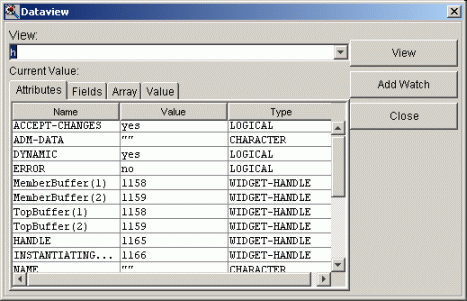 Dataview
View:
h
View
Current Value:
Add Watch
Attributes Fields Array Value
Close
Name Value Type
ACCEPT-CHANGES yes LOGICAL
ADM-DATA "" CHARACTER
DYNAMIC yes LOGICAL
ERROR no LOGICAL
MemberBuffer(1) 1158 WIDGET-HANDLE
MemberBuffer(2) 1159 WIDGET-HANDLE
TopBuffer(1) 1158 WIDGET-HANDLE
TopBuffer(2) 1159 WIDGET-HANDLE
HANDLE 1165 WIDGET-HANDLE
INSTANTIATING... 1166 WIDGET-HANDLE
NAME "" CHARACTER